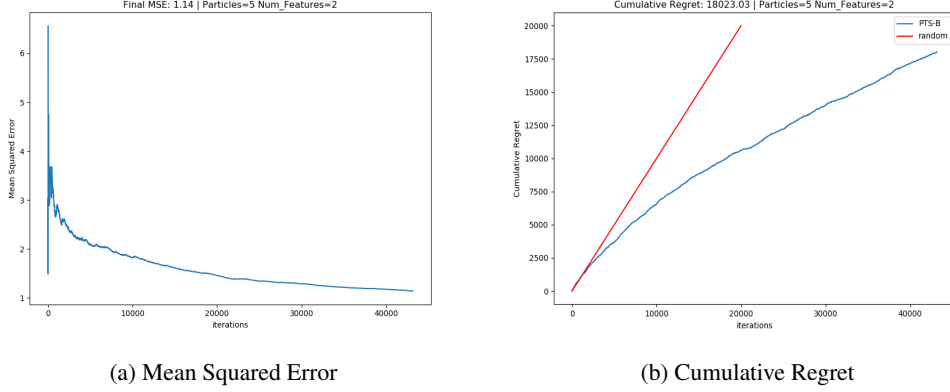 Final MSE: 1.14 | Particles=5 Num_Features=2
6
5
4
3
2
1
Mean Squared Error
0 10000 20000 30000 40000
iterations
(a) Mean Squared Error
Cumulative Regret: 18023.03 | Particles=5 Num_Features=2
PTS-B
random
20000
17500
15000
12500
10000
7500
5000
2500
0
Cumulative Regret
0 10000 20000 30000 40000
iterations
(b) Cumulative Regret